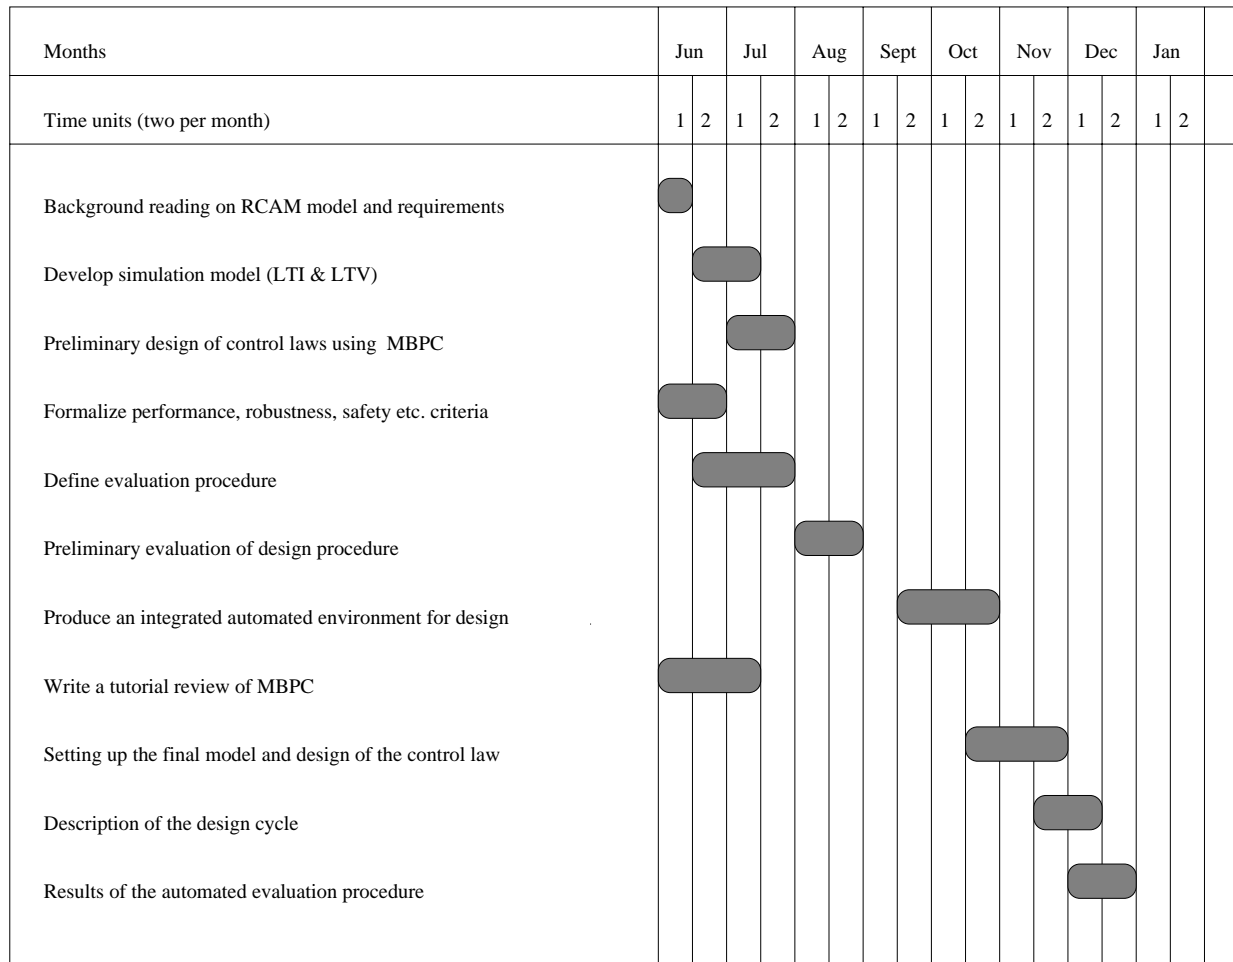 Months Jun Jul Aug Sept Oct Nov Dec Jan
Time units (two per month) 1 2 1 2 1 2 1 2 1 2 1 2 1 2 1 2
Background reading on RCAM model and requirements
Develop simulation model (LTI & LTV)
Preliminary design of control laws using MBPC
Formalize performance, robustness, safety etc. criteria
Define evaluation procedure
Preliminary evaluation of design procedure
Produce an integrated automated environment for design
Write a tutorial review of MBPC
Setting up the final model and design of the control law
Description of the design cycle
Results of the automated evaluation procedure